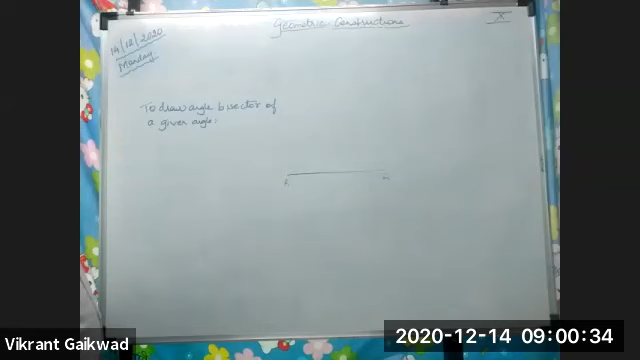 Geometric Constructions
X
14/12/2020
Monday
To draw angle bisector of
a given angle:
Vikrant Gaikwad
2020-12-14 09:00:34